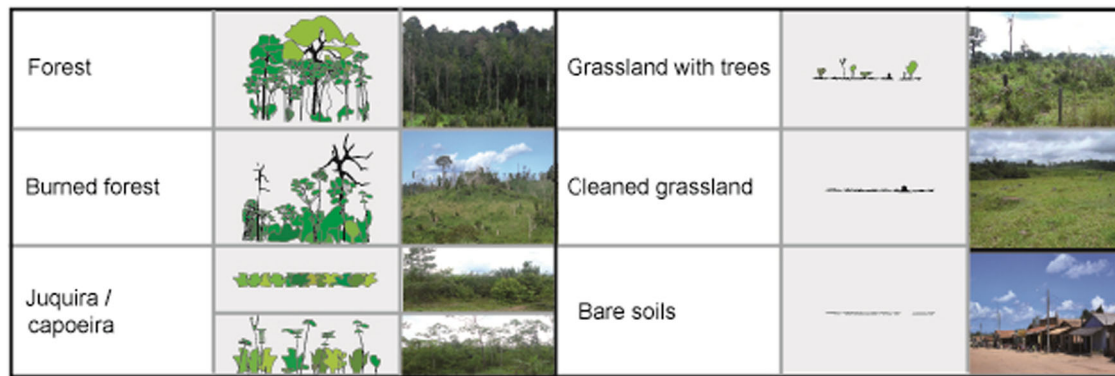 Forest
Grassland with trees
Burned forest
Cleaned grassland
Juquira /
capoeira
Bare soils